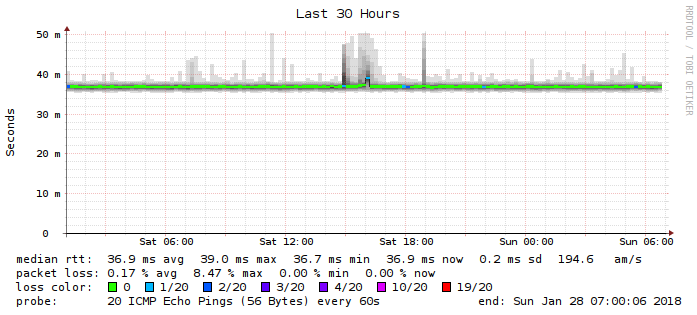 Last 30 Hours
RRDTOOL / TOBI OETIKER
Seconds
50 m
40 m
30 m
20 m
10 m
0
Sat 06:00 Sat 12:00 Sat 18:00 Sun 00:00 Sun 06:00
median rtt: 36.9 ms avg 39.0 ms max 36.7 ms min 36.9 ms now 0.2 ms sd 194.6 am/s
packet loss: 0.17 % avg 8.47 % max 0.00 % min 0.00 % now
loss color: 0 1/20 2/20 3/20 4/20 10/20 19/20
probe: 20 ICMP Echo Pings (56 Bytes) every 60s end: Sun Jan 28 07:00:06 2018